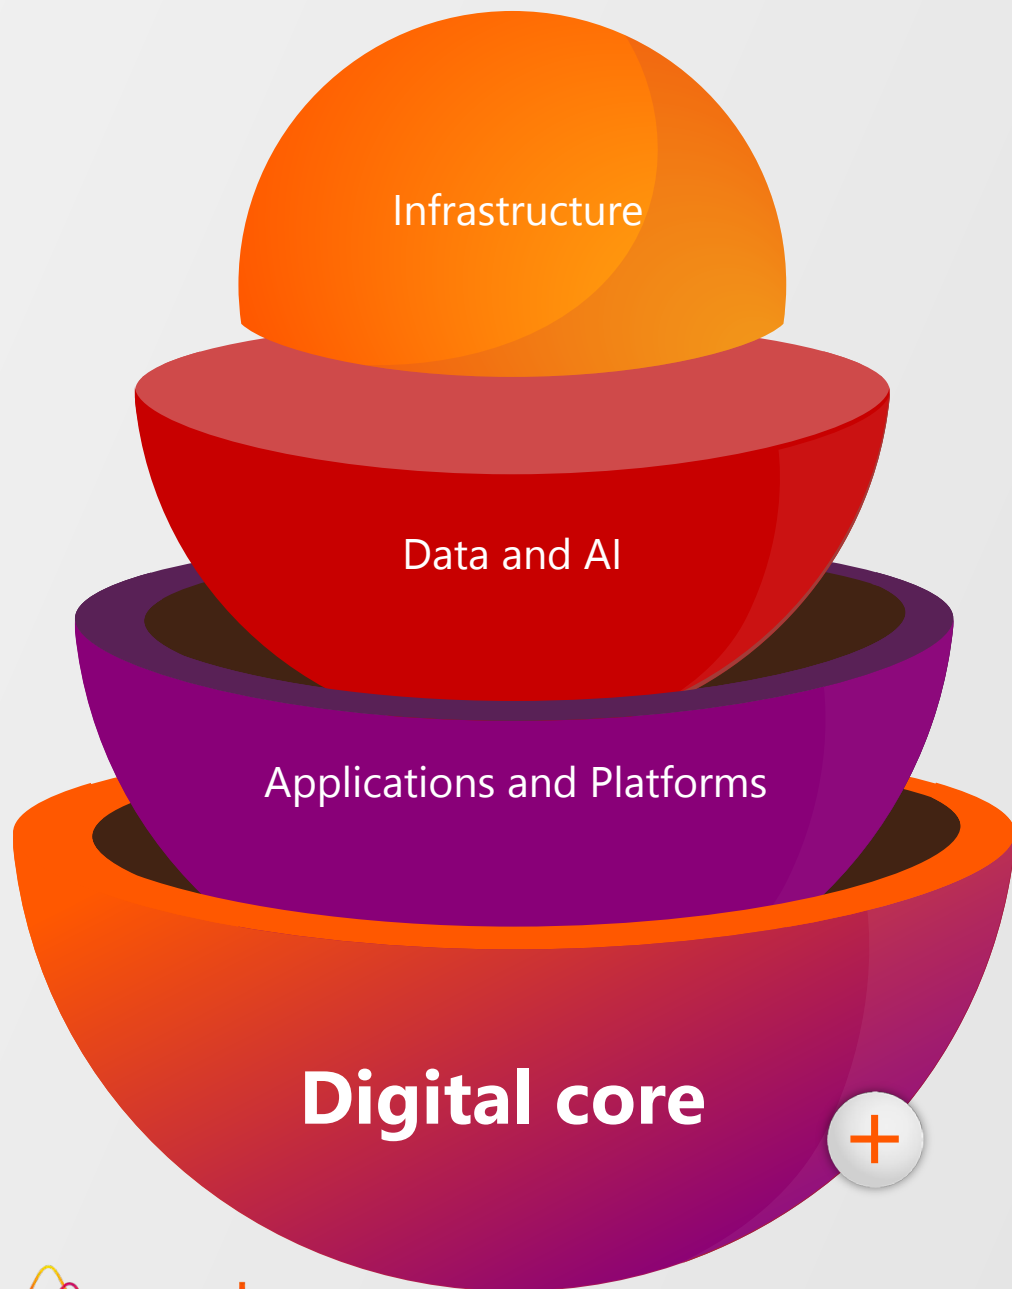 Infrastructure
Data and AI
Applications and Platforms
Digital core
+